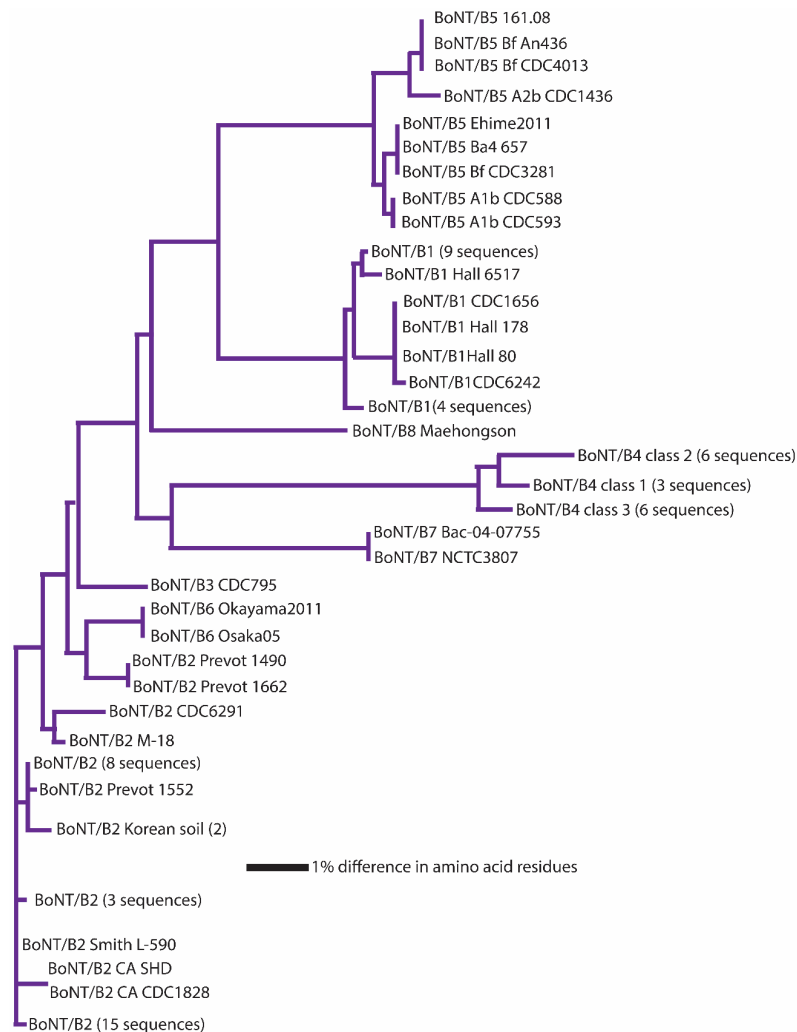 BoNT/B5 161.08
BoNT/B5 Bf An436
BoNT/B5 Bf CDC4013
BoNT/B5 A2b CDC1436
BoNT/B5 Ehime2011
BoNT/B5 Ba4 657
BoNT/B5 Bf CDC3281
BoNT/B5 A1b CDC588
BoNT/B5 A1b CDC593
BoNT/B1 (9 sequences)
BoNT/B1 Hall 6517
BoNT/B1 CDC1656
BoNT/B1 Hall 178
BoNT/B1Hall 80
BoNT/B1CDC6242
BoNT/B1(4 sequences)
BoNT/B8 Maehongson
BoNT/B4 class 2 (6 sequences)
BoNT/B4 class 1 (3 sequences)
BoNT/B4 class 3 (6 sequences)
BoNT/B7 Bac-04-07755
BoNT/B7 NCTC3807
BoNT/B3 CDC795
BoNT/B6 Okayama2011
BoNT/B6 Osaka05
BoNT/B2 Prevot 1490
BoNT/B2 Prevot 1662
BoNT/B2 CDC6291
BoNT/B2 M-18
BoNT/B2 (8 sequences)
BoNT/B2 Prevot 1552
BoNT/B2 Korean soil (2)
1% difference in amino acid residues
BoNT/B2 (3 sequences)
BoNT/B2 Smith L-590
BoNT/B2 CA SHD
BoNT/B2 CA CDC1828
BoNT/B2 (15 sequences)